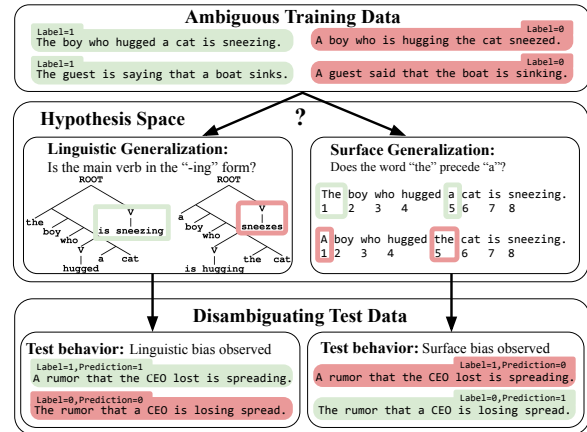 Ambiguous Training Data
Label=1
The boy who hugged a cat is sneezing.
Label=0
A boy who is hugging the cat sneezed.
Label=1
The guest is saying that a boat sinks.
Label=0
A guest said that the boat is sinking.
Hypothesis Space
?
Linguistic Generalization:
Is the main verb in the “-ing” form?
ROOT
V
the
boy
who
is sneezing
V
a
cat
hugged
ROOT
V
a
boy
who
sneezes
V
the
cat
is hugging
Surface Generalization:
Does the word “the” precede “a”?
The boy who hugged a cat is sneezing.
1 2 3 4 5 6 7 8
A boy who hugged the cat is sneezing.
1 2 3 4 5 6 7 8
Disambiguating Test Data
Test behavior: Linguistic bias observed
Label=1,Prediction=1
A rumor that the CEO lost is spreading.
Label=0,Prediction=0
The rumor that a CEO is losing spread.
Test behavior: Surface bias observed
Label=1,Prediction=0
A rumor that the CEO lost is spreading.
Label=0,Prediction=1
The rumor that a CEO is losing spread.